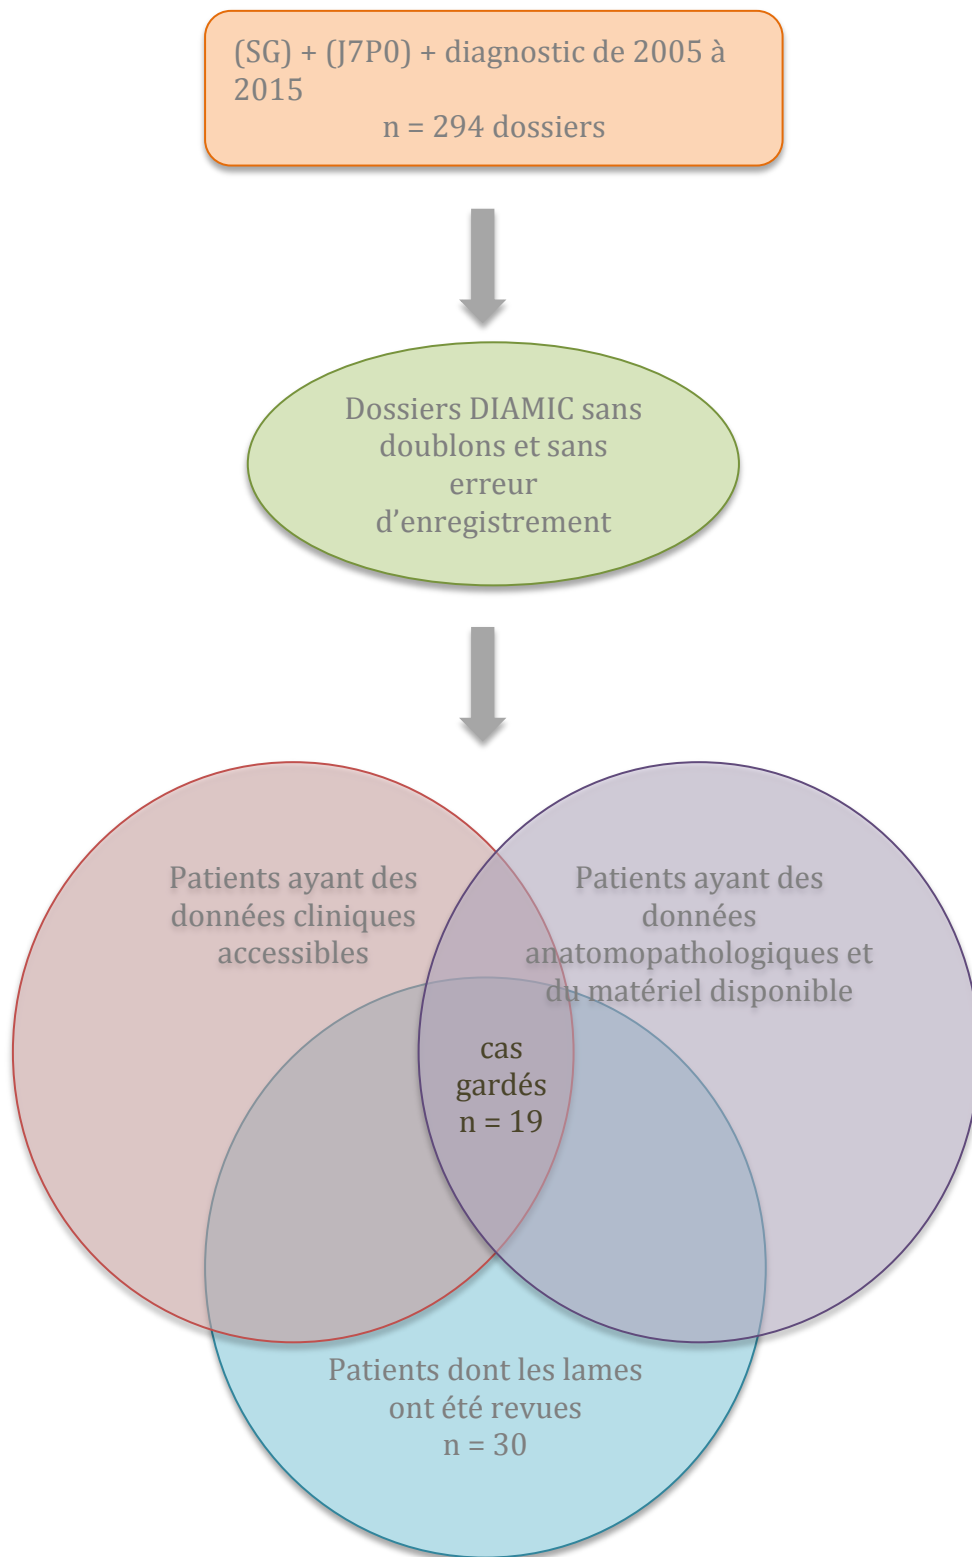 (SG) + (J7P0) + diagnostic de 2005 à
2015
n = 294 dossiers
Dossiers DIAMIC sans
doublons et sans
erreur
d’enregistrement
Patients ayant des
données cliniques
accessibles
Patients ayant des
données
anatomopathologiques et
du matériel disponible
cas
gardés
n = 19
Patients dont les lames
ont été revues
n = 30